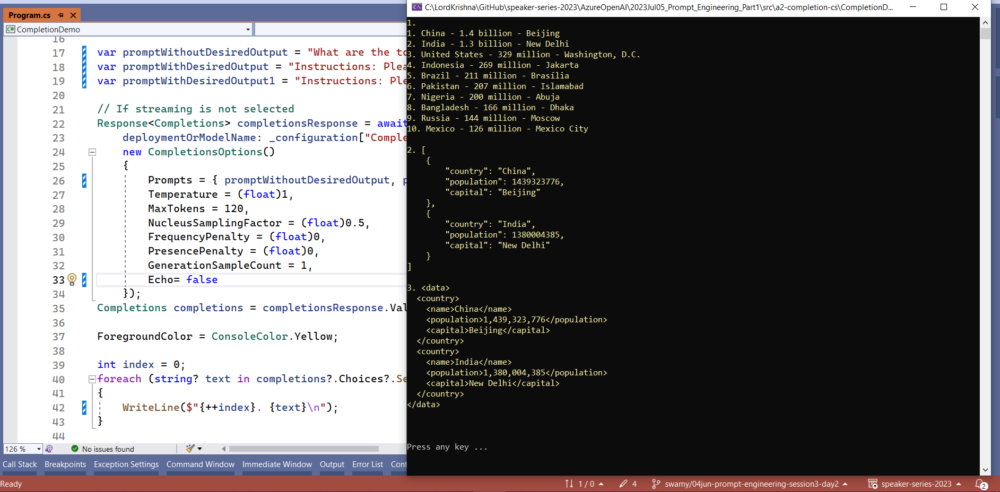 Program.cs
CompletionDemo
16
17 var promptWithoutDesiredOutput = "What are the to
18 var promptWithDesiredOutput = "Instructions: Plea
19 var promptWithDesiredOutput1 = "Instructions: Ple
20
21 // If streaming is not selected
22 Response<Completions> completionsResponse = await
23 deploymentOrModelName: _configuration["Comple
24 new CompletionsOptions()
25 {
26 Prompts = { promptWithoutDesiredOutput, p
27 Temperature = (float)1,
28 MaxTokens = 120,
29 NucleusSamplingFactor = (float)0.5,
30 FrequencyPenalty = (float)0,
31 PresencePenalty = (float)0,
32 GenerationSampleCount = 1,
33 Echo= false
34 });
35 Completions completions = completionsResponse.Val
36
37 ForegroundColor = ConsoleColor.Yellow;
38
39 int index = 0;
40 foreach (string? text in completions?.Choices?.Se
41 {
42 WriteLine($"{++index}. {text}\n");
43 }
44
126 %
No issues found
Call Stack Breakpoints Exception Settings Command Window Immediate Window Output Error List Cont
C:\LordKrishna\GitHub\speaker-series-2023\AzureOpenAI\2023Jul05_Prompt_Engineering_Part1\src\a2-completion-cs\CompletionD...
1.
1. China - 1.4 billion - Beijing
2. India - 1.3 billion - New Delhi
3. United States - 329 million - Washington, D.C.
4. Indonesia - 269 million - Jakarta
5. Brazil - 211 million - Brasília
6. Pakistan - 207 million - Islamabad
7. Nigeria - 200 million - Abuja
8. Bangladesh - 166 million - Dhaka
9. Russia - 144 million - Moscow
10. Mexico - 126 million - Mexico City
2. [
{
"country": "China",
"population": 1439323776,
"capital": "Beijing"
},
{
"country": "India",
"population": 1380004385,
"capital": "New Delhi"
}
]
3. <data>
<country>
<name>China</name>
<population>1,439,323,776</population>
<capital>Beijing</capital>
</country>
<country>
<name>India</name>
<population>1,380,004,385</population>
<capital>New Delhi</capital>
</country>
</data>
Press any key ...
Ready 1 / 0 4 swamy/04jun-prompt-engineering-session3-day2 speaker-series-2023 2